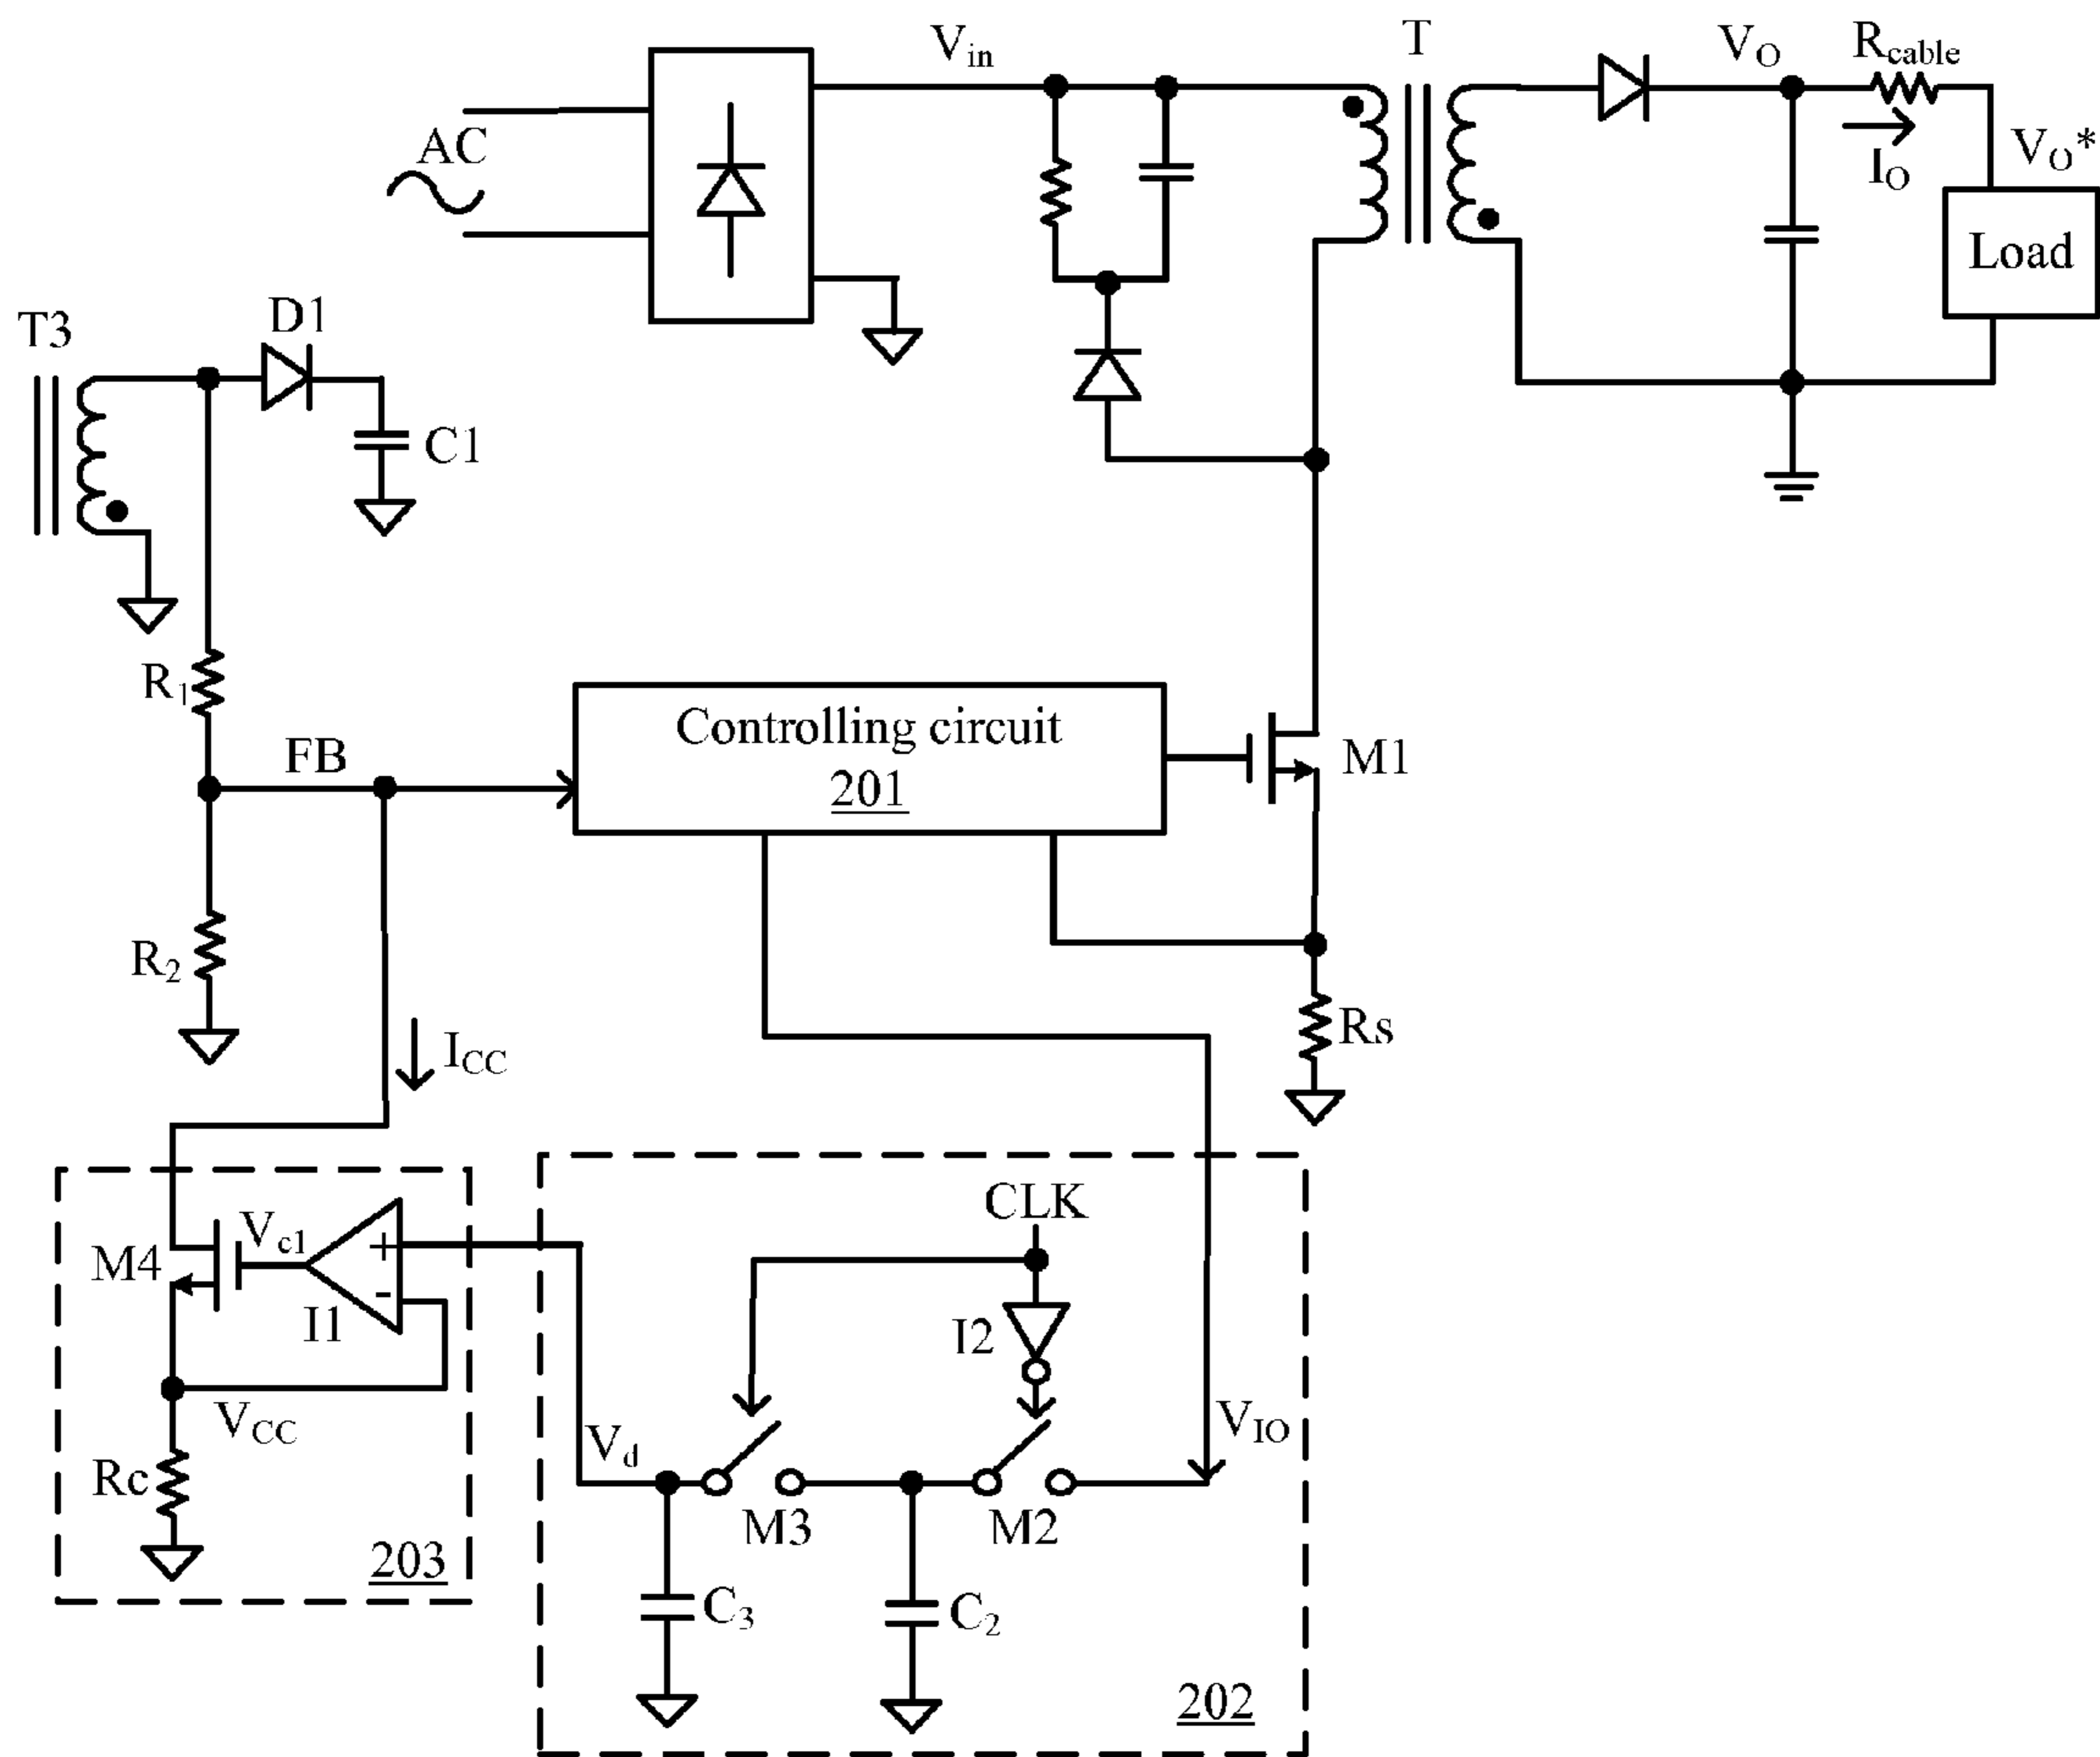 V_in
T
V_O
R_cable
AC
I_O
V_O*
Load
T3
D1
C1
R_1
FB
Controlling circuit
201
M1
R_2
I_CC
Rs
CLK
M4
V_c1
+
-
I1
I2
V_CC
V_d
V_IO
Rc
M3
M2
203
C_3
C_2
202